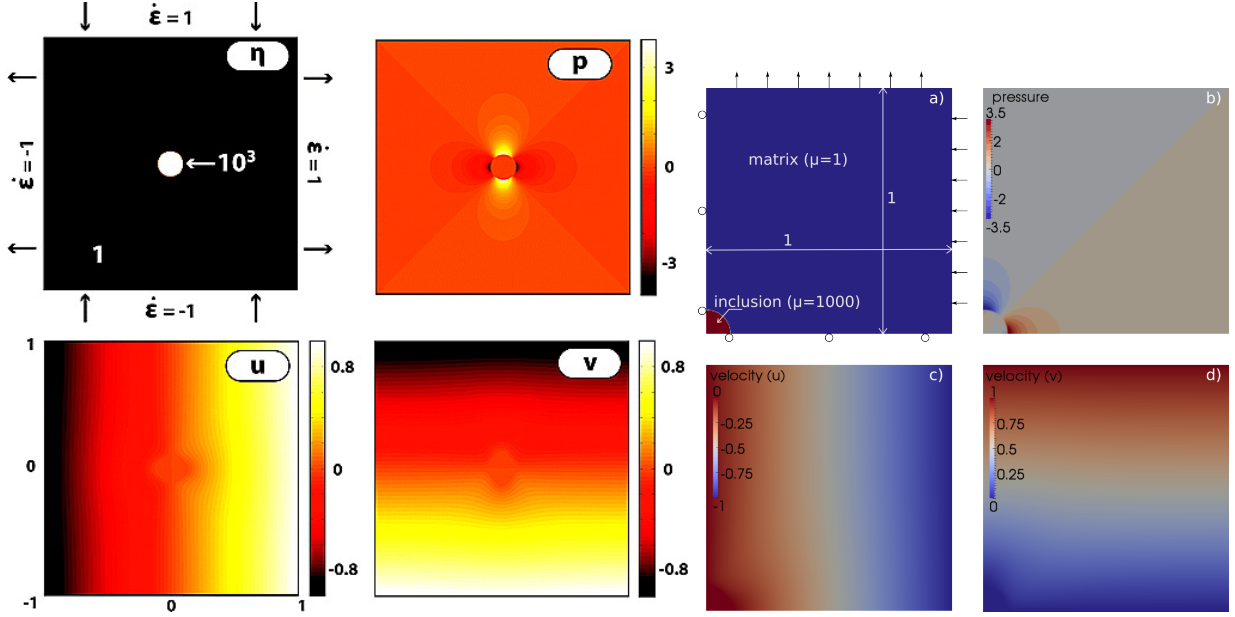 ε̇ = 1
η
ε̇ = -1
10³
ε̇ = 1
1
ε̇ = -1
p
3
0
-3
u
1
0
-1
0
1
0.8
0
-0.8
v
0.8
0
-0.8
a)
matrix (μ=1)
1
1
inclusion (μ=1000)
b)
pressure
3.5
2
0
-2
-3.5
c)
velocity (u)
0
-0.25
-0.5
-0.75
-1
d)
velocity (v)
1
0.75
0.5
0.25
0